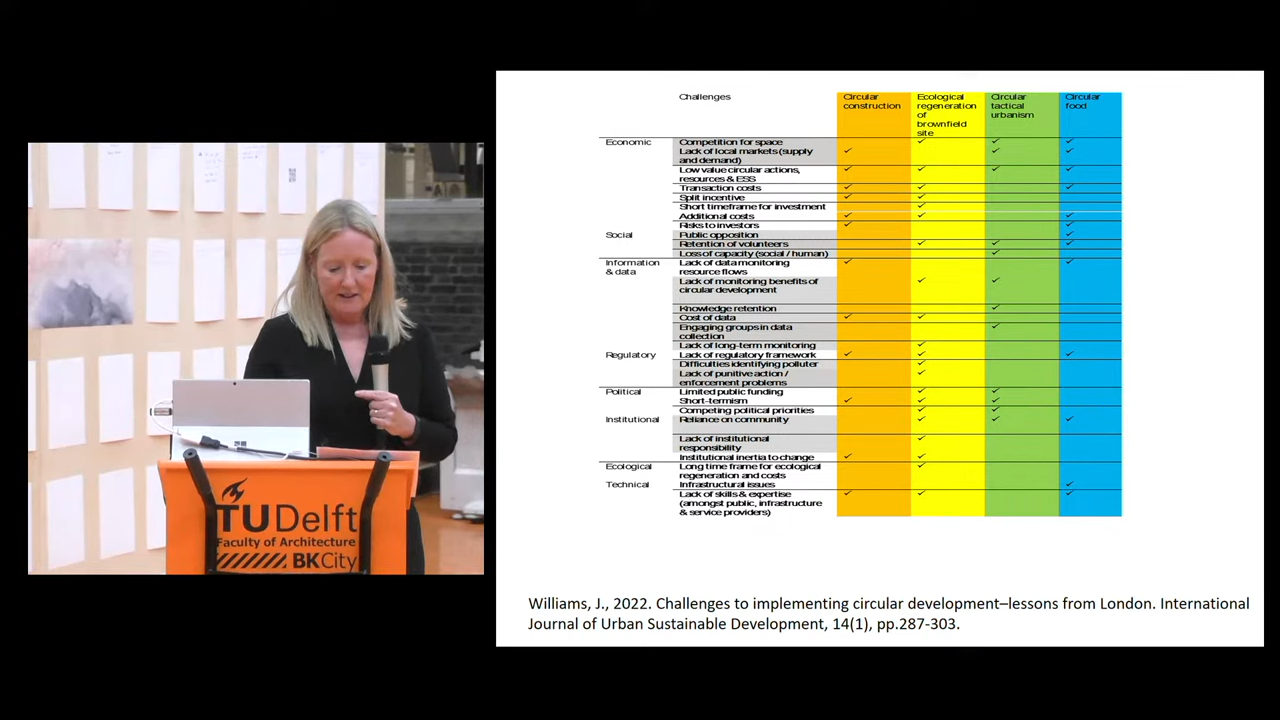 Challenges
Circular
construction
Ecological
regeneration
of
brownfield
site
Circular
tactical
urbanism
Circular
food
Economic
Competition for space ✓ ✓ ✓
Lack of local markets (supply ✓ ✓ ✓
and demand)
Low value circular actions, ✓ ✓ ✓ ✓
resources & ESS
Transaction costs ✓ ✓ ✓
Split incentive ✓ ✓
Short timeframe for investment ✓
Additional costs ✓ ✓ ✓
Risks to investors ✓ ✓
Social
Public opposition ✓
Retention of volunteers ✓ ✓ ✓
Loss of capacity (social / human) ✓
Information
& data
Lack of data monitoring ✓ ✓
resource flows
Lack of monitoring benefits of ✓ ✓
circular development
Knowledge retention ✓
Cost of data ✓ ✓
Engaging groups in data ✓
collection
Lack of long-term monitoring ✓
Regulatory
Lack of regulatory framework ✓ ✓ ✓
Difficulties identifying polluter ✓
Lack of punitive action / ✓
enforcement problems
Political
Limited public funding ✓ ✓
Short-termism ✓ ✓ ✓
Competing political priorities ✓ ✓
Institutional
Reliance on community ✓ ✓ ✓
Lack of institutional ✓
responsibility
Institutional inertia to change ✓ ✓
Ecological
Long time frame for ecological ✓
regeneration and costs
Technical
Infrastructural issues ✓
Lack of skills & expertise ✓ ✓ ✓
(amongst public, infrastructure
& service providers)
Williams, J., 2022. Challenges to implementing circular development–lessons from London. International
Journal of Urban Sustainable Development, 14(1), pp.287-303.
TU Delft
Faculty of Architecture
BK City